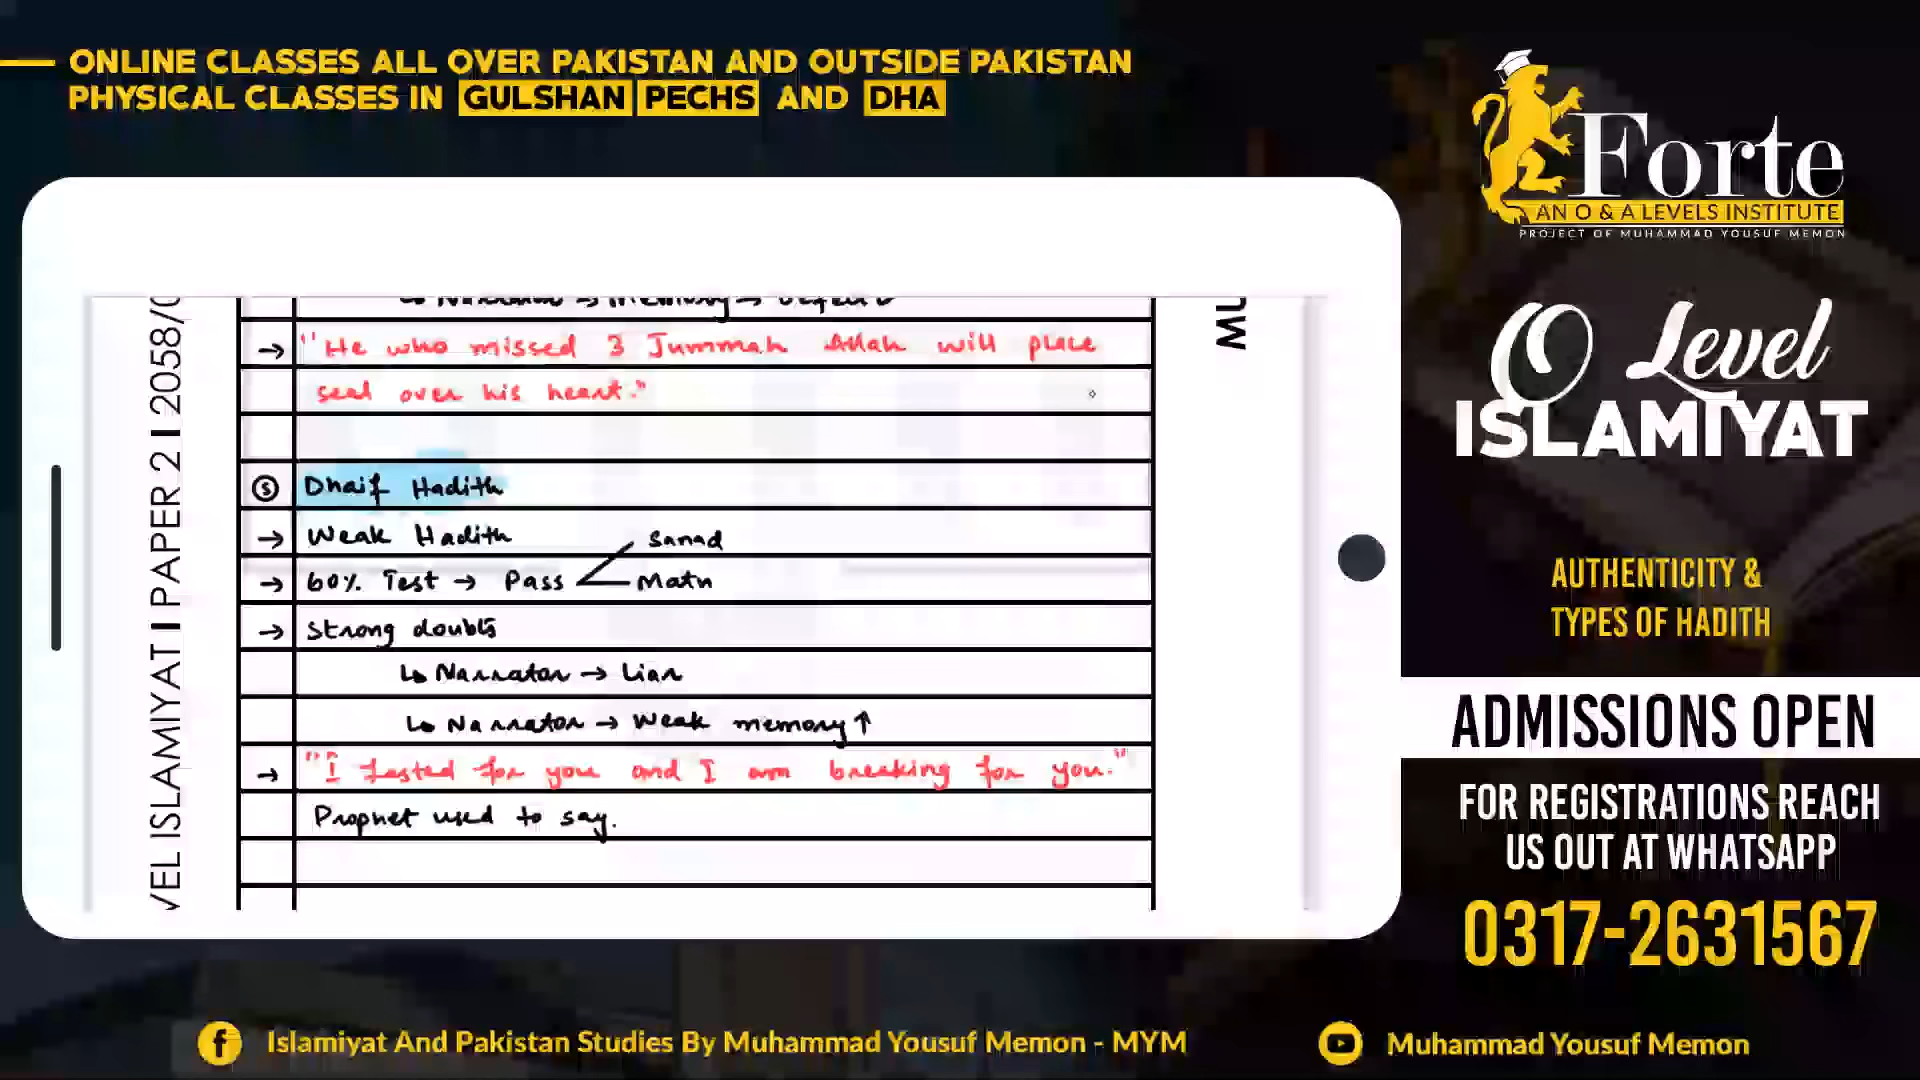 ONLINE CLASSES ALL OVER PAKISTAN AND OUTSIDE PAKISTAN
PHYSICAL CLASSES IN GULSHAN PECHS AND DHA
Forte
AN O & A LEVELS INSTITUTE
PROJECT OF MUHAMMAD YOUSUF MEMON
O Level
ISLAMIYAT
AUTHENTICITY &
TYPES OF HADITH
ADMISSIONS OPEN
FOR REGISTRATIONS REACH
US OUT AT WHATSAPP
0317-2631567
VEL ISLAMIYAT I PAPER 2 I 2058/
MU
→ "He who missed 3 Jummah Allah will place
seal over his heart."
⑤ Dhaif Hadith
→ Weak Hadith
Sanad
→ 60% Test → Pass
Matn
→ Strong doubts
↳ Narrator → Liar
↳ Narrator → Weak memory ↑
→ "I fasted for you and I am breaking for you."
Prophet used to say.
Islamiyat And Pakistan Studies By Muhammad Yousuf Memon - MYM
Muhammad Yousuf Memon